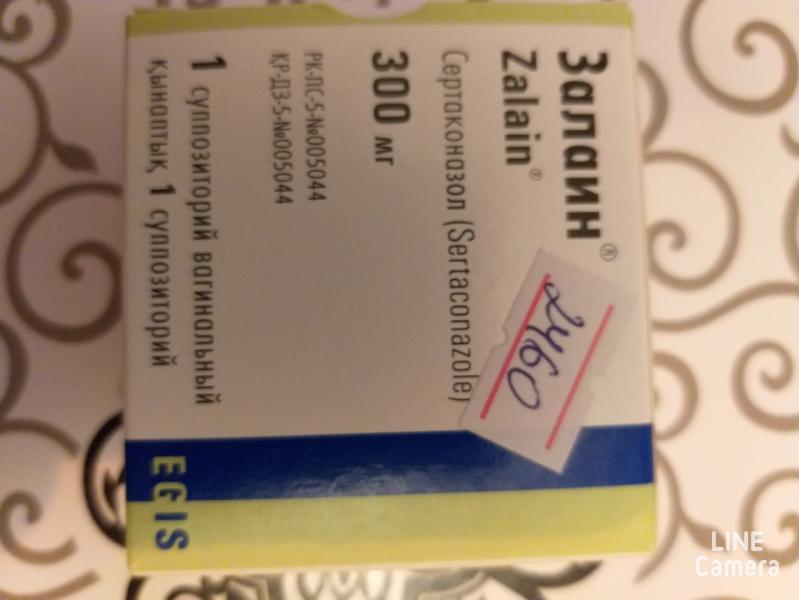 Залаин®
Zalain®
Сертаконазол (Sertaconazole)
300 мг
РК-ЛС-5-№005044
ҚР-ДЗ-5-№005044
1 суппозиторий вагинальный
қынаптық 1 суппозиторий
EGIS
2460
LINE
Camera